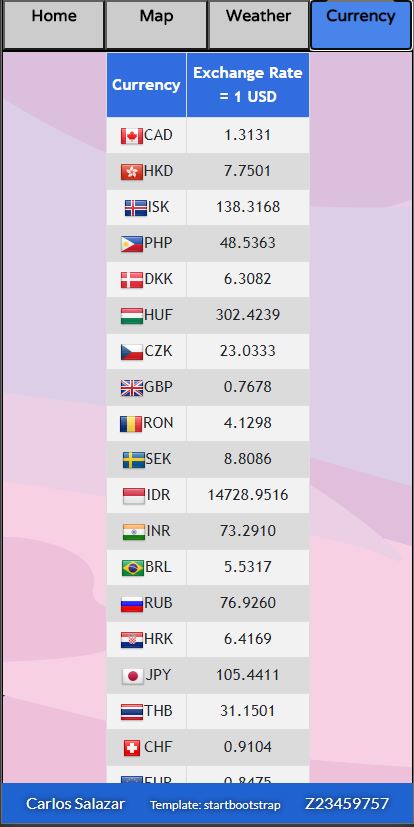 Home Map Weather Currency
Currency Exchange Rate
= 1 USD
CAD 1.3131
HKD 7.7501
ISK 138.3168
PHP 48.5363
DKK 6.3082
HUF 302.4239
CZK 23.0333
GBP 0.7678
RON 4.1298
SEK 8.8086
IDR 14728.9516
INR 73.2910
BRL 5.5317
RUB 76.9260
HRK 6.4169
JPY 105.4411
THB 31.1501
CHF 0.9104
EUR 0.8475
Carlos Salazar Template: startbootstrap Z23459757